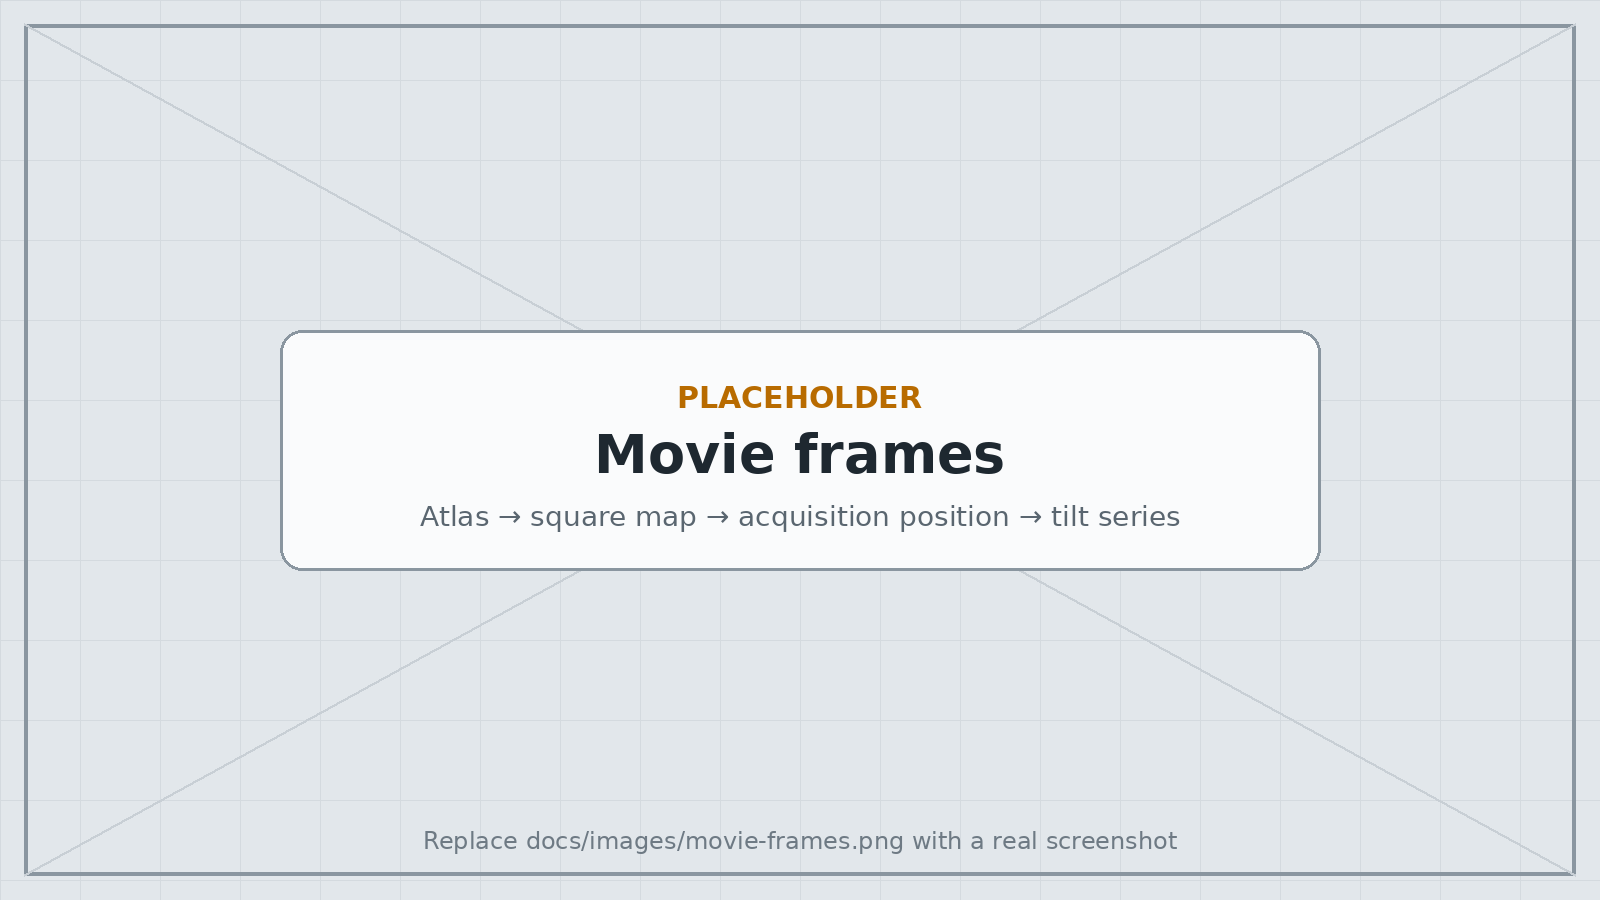 PLACEHOLDER
Movie frames
Atlas → square map → acquisition position → tilt series
Replace docs/images/movie-frames.png with a real screenshot